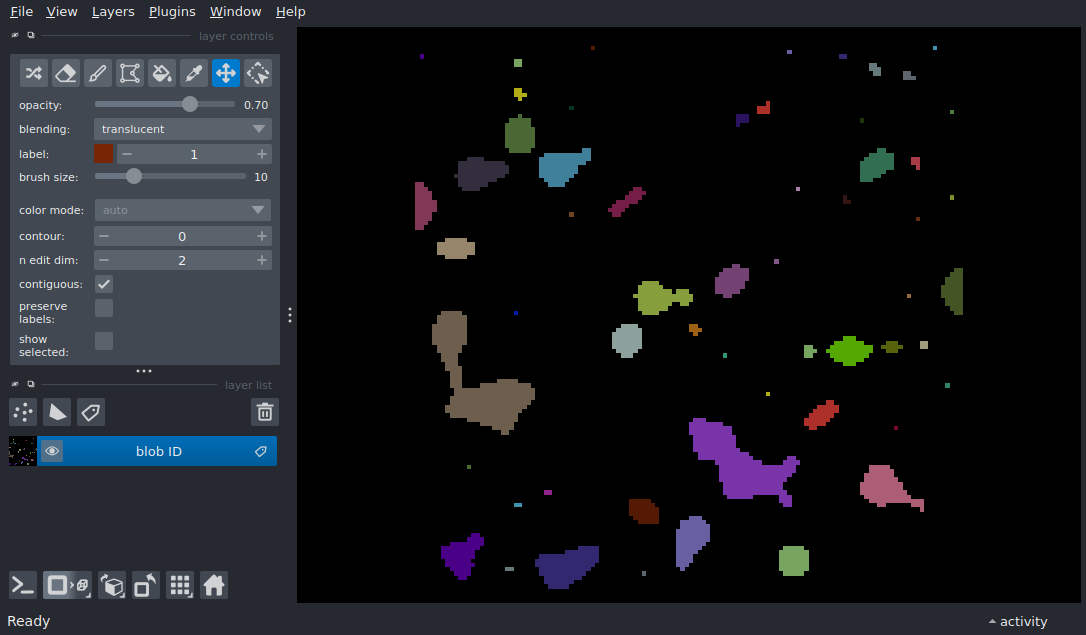 File View Layers Plugins Window Help
layer controls
opacity: 0.70
blending: translucent
label: 1
brush size: 10
color mode: auto
contour: 0
n edit dim: 2
contiguous:
preserve
labels:
show
selected:
layer list
blob ID
Ready
activity